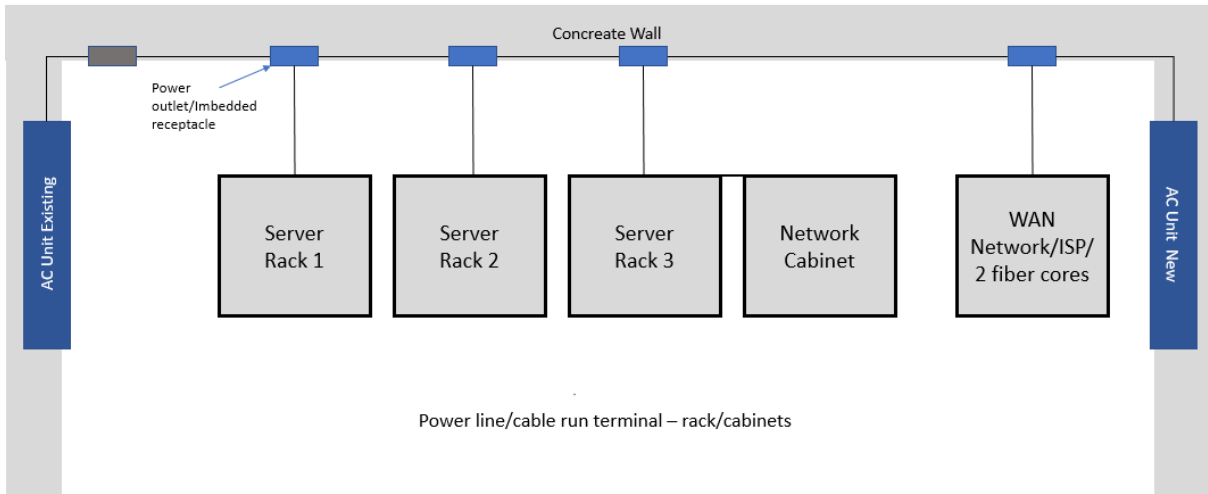 Concreate Wall
Power
outlet/Imbedded
receptacle
AC Unit Existing
Server
Rack 1
Server
Rack 2
Server
Rack 3
Network
Cabinet
WAN
Network/ISP/
2 fiber cores
AC Unit New
Power line/cable run terminal – rack/cabinets